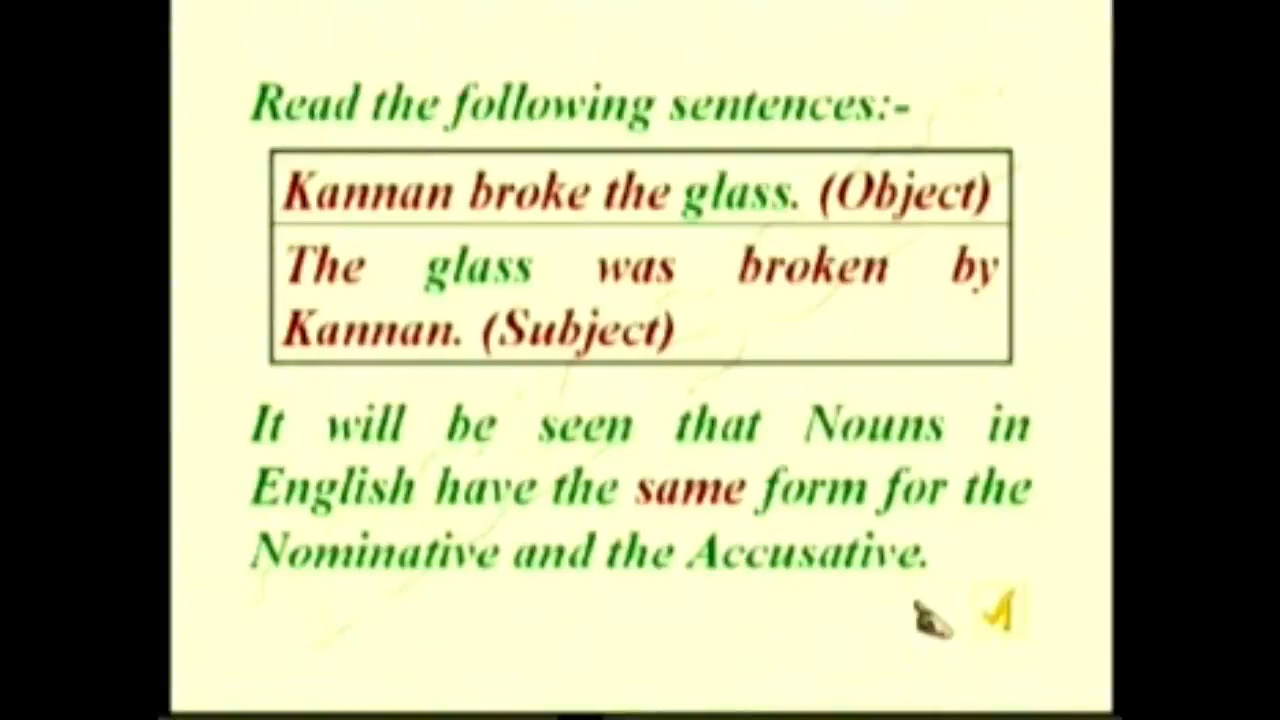 Read the following sentences:-
Kannan broke the glass. (Object)
The glass was broken by
Kannan. (Subject)
It will be seen that Nouns in
English have the same form for the
Nominative and the Accusative.